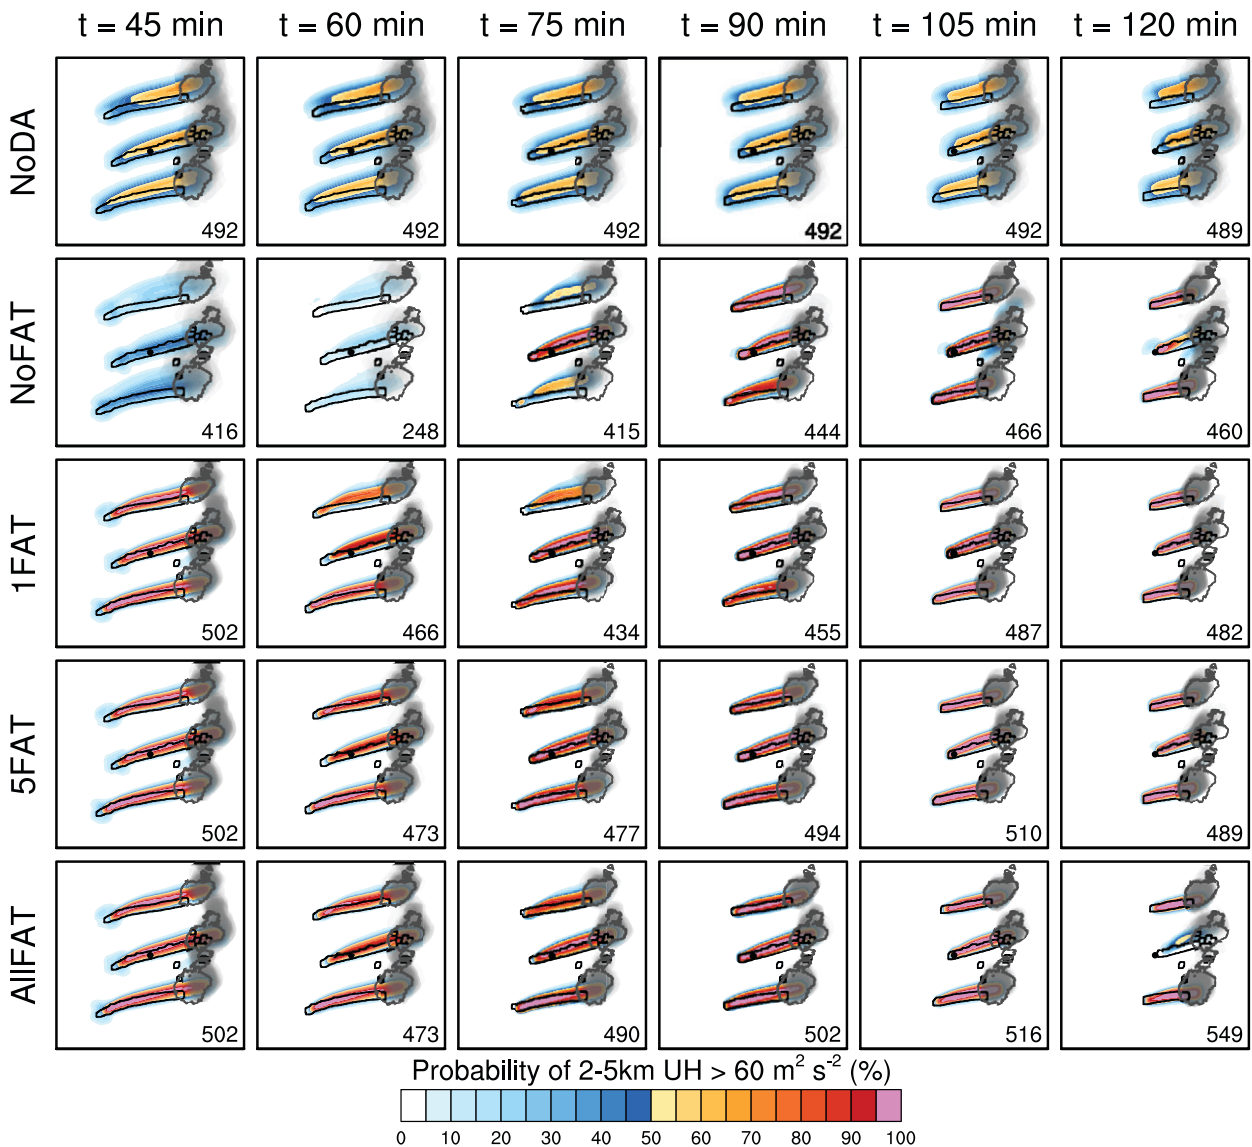 t = 45 min t = 60 min t = 75 min t = 90 min t = 105 min t = 120 min
NoDA
492 492 492 492 492 489
NoFAT
416 248 415 444 466 460
1FAT
502 466 434 455 487 482
5FAT
502 473 477 494 510 489
AllFAT
502 473 490 502 516 549
Probability of 2-5km UH > 60 m² s⁻² (%)
0 10 20 30 40 50 60 70 80 90 100